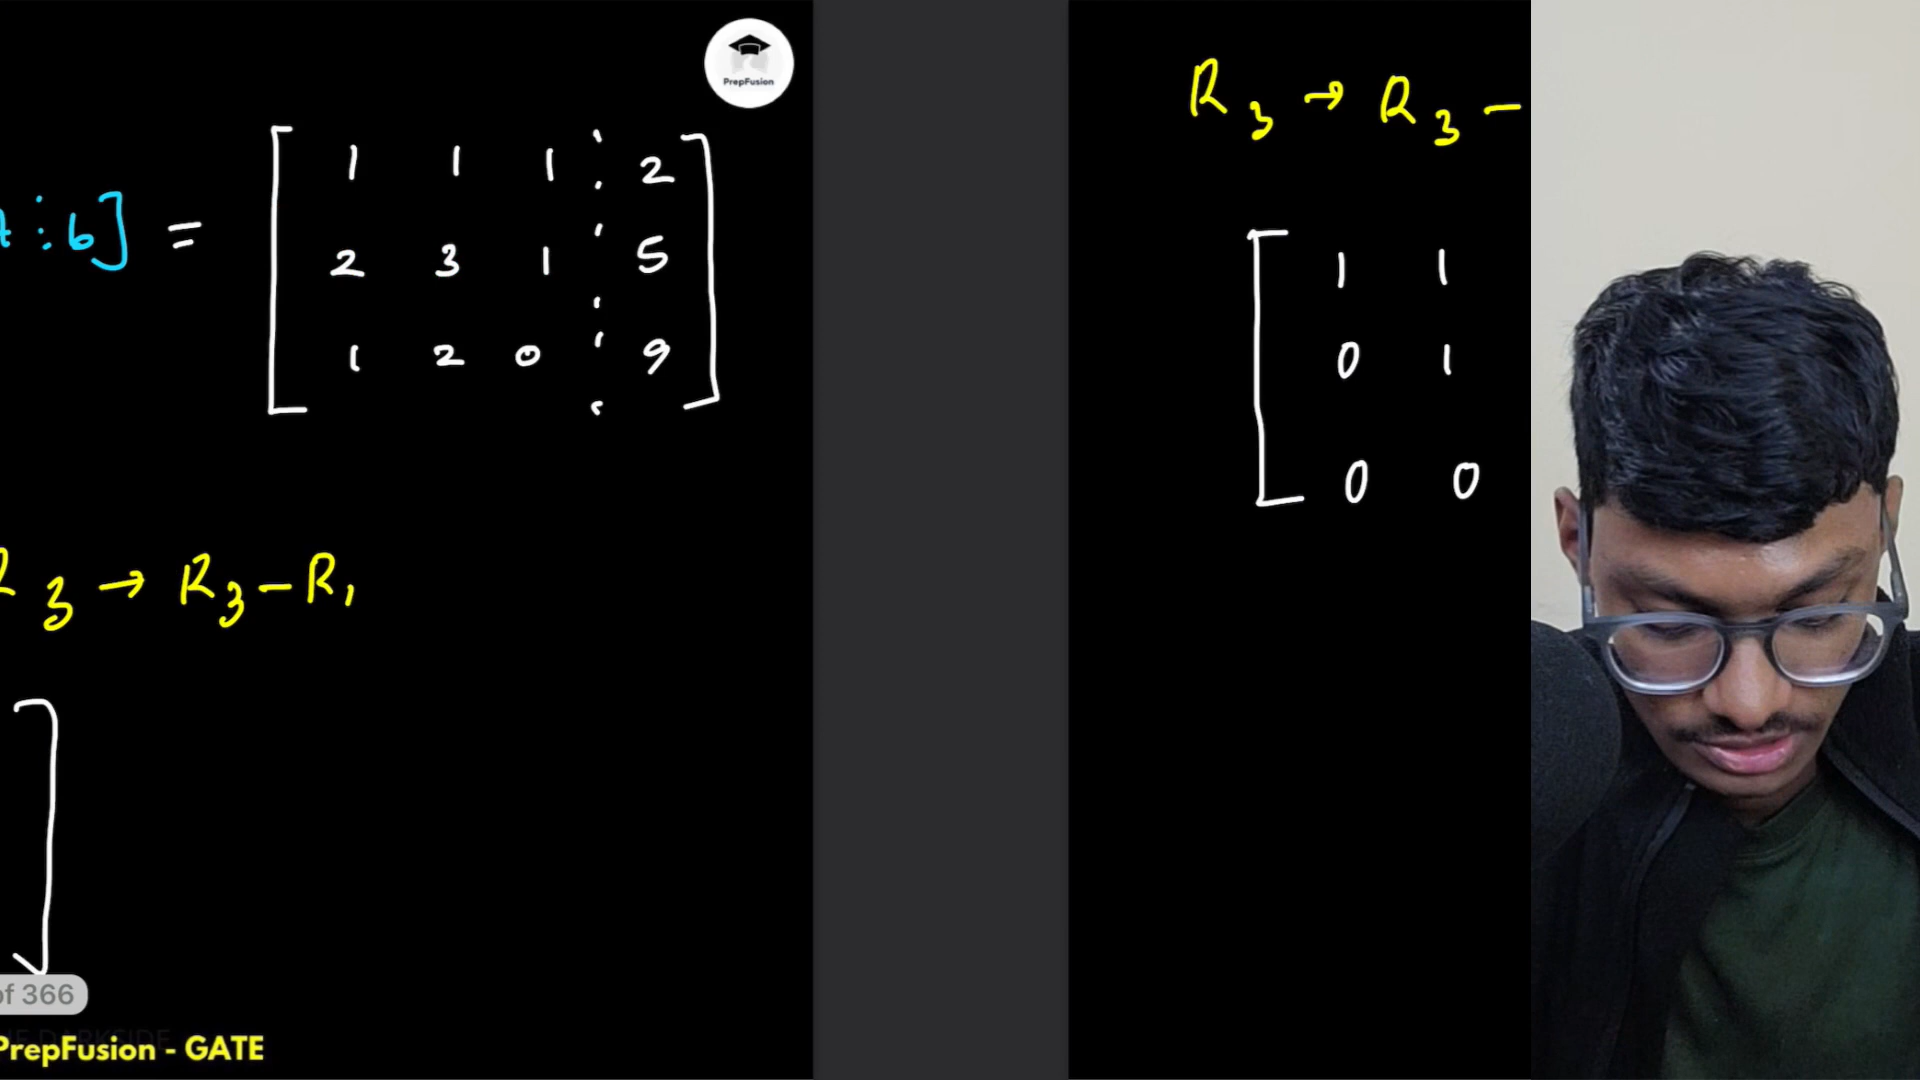 PrepFusion
1 1 1 ⋮ 2
⋮ b] =
2 3 1 ⋮ 5
1 2 0 ⋮ 9
R3 → R3 - R1
of 366
PrepFusion - GATE
R3 → R3 -
1 1
0 1
0 0